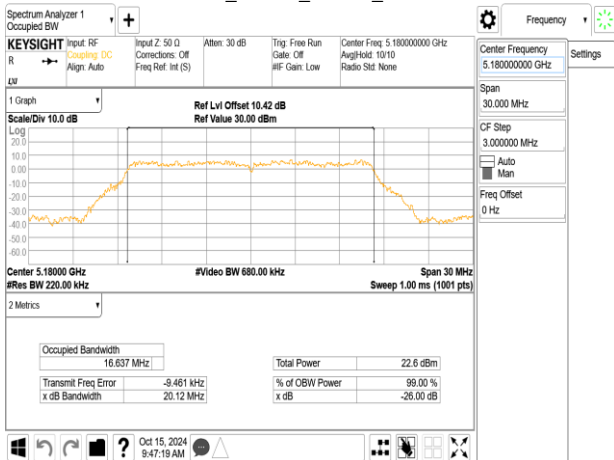 Spectrum Analyzer 1
Occupied BW
KEYSIGHT
R
Input: RF
Coupling: DC
Align: Auto
Input Z: 50 Ω
Corrections: Off
Freq Ref: Int (S)
Atten: 30 dB
Trig: Free Run
Gate: Off
#IF Gain: Low
Center Freq: 5.180000000 GHz
Avg|Hold: 10/10
Radio Std: None
1 Graph
Scale/Div 10.0 dB
Ref Lvl Offset 10.42 dB
Ref Value 30.00 dBm
Log
20.0
10.0
0.00
-10.0
-20.0
-30.0
-40.0
-50.0
-60.0
Center 5.18000 GHz
#Res BW 220.00 kHz
#Video BW 680.00 kHz
Span 30 MHz
Sweep 1.00 ms (1001 pts)
2 Metrics
Occupied Bandwidth
16.637 MHz
Transmit Freq Error -9.461 kHz
x dB Bandwidth 20.12 MHz
Total Power 22.6 dBm
% of OBW Power 99.00 %
x dB -26.00 dB
?
Oct 15, 2024
9:47:19 AM
Frequency
Settings
Center Frequency
5.180000000 GHz
Span
30.000 MHz
CF Step
3.000000 MHz
Auto
Man
Freq Offset
0 Hz